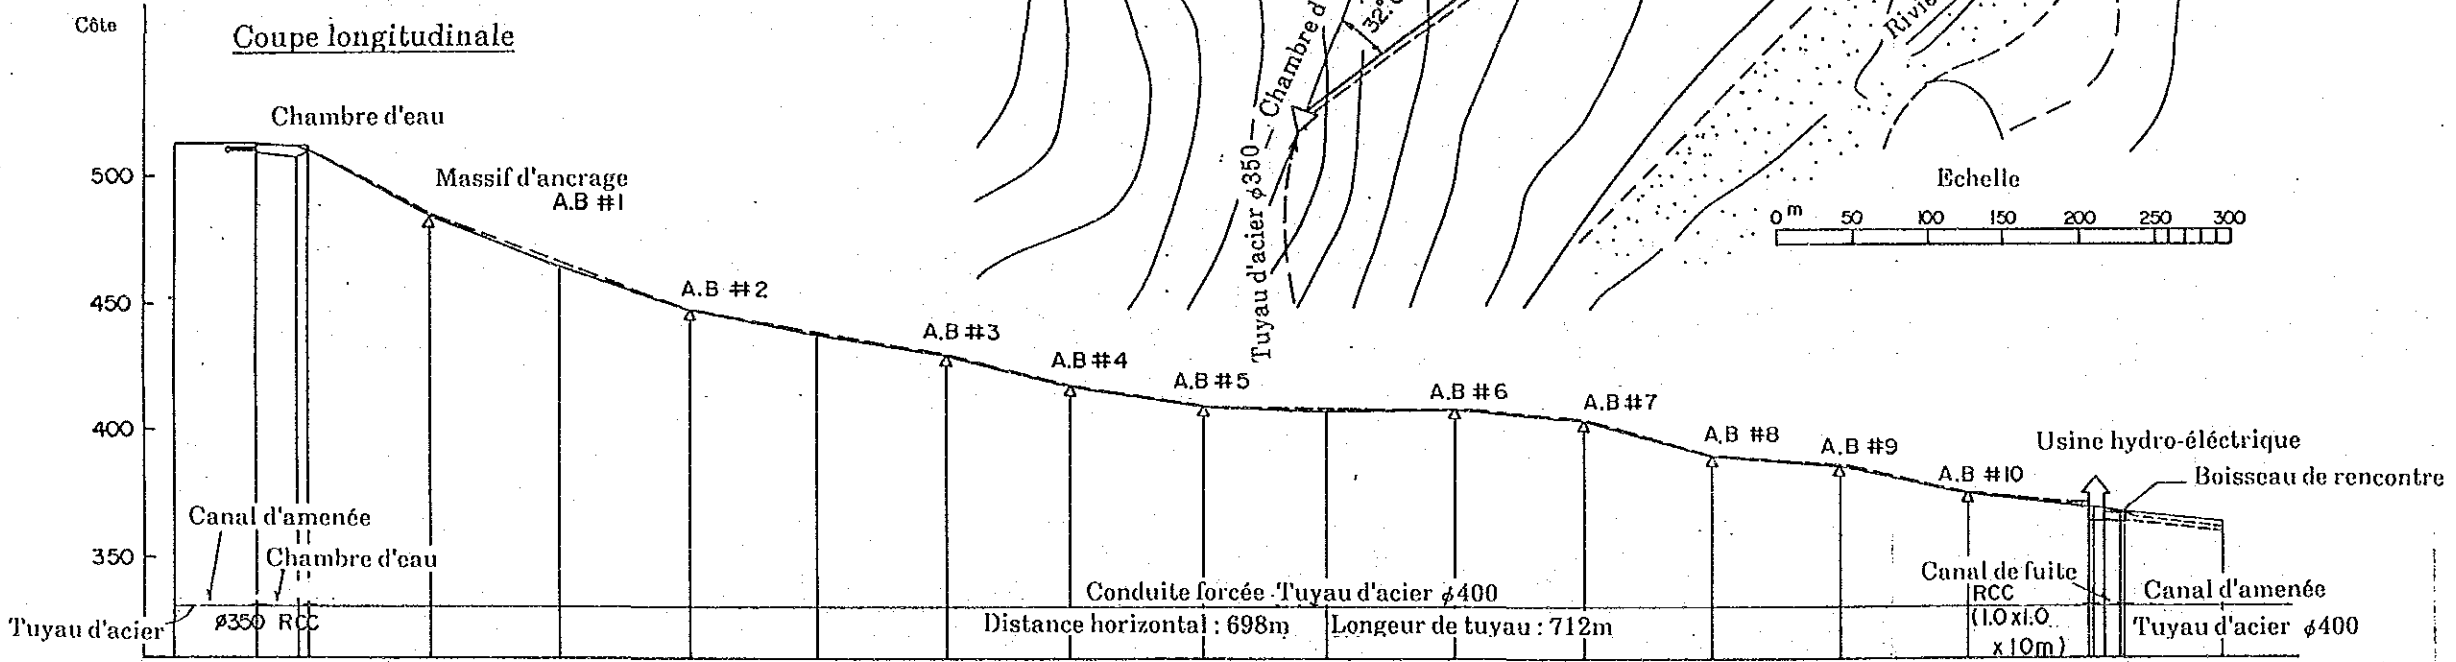 Côte
Coupe longitudinale
Chambre d'eau
Massif d'ancrage
A.B #1
500
450
400
350
A.B #2
A.B #3
A.B #4
A.B #5
A.B #6
A.B #7
A.B #8
A.B #9
A.B #10
Chambre d
32°
Tuyau d'acier ϕ350
Echelle
0 m 50 100 150 200 250 300
Usine hydro-éléctrique
Boisseau de rencontre
Canal d'amenée
Chambre d'eau
Tuyau d'acier
ø350 RCC
Conduite forcée Tuyau d'acier ϕ400
Distance horizontal : 698m Longeur de tuyau : 712m
Canal de fuite
RCC
(1.0x1.0
x10m)
Canal d'amenée
Tuyau d'acier ϕ400